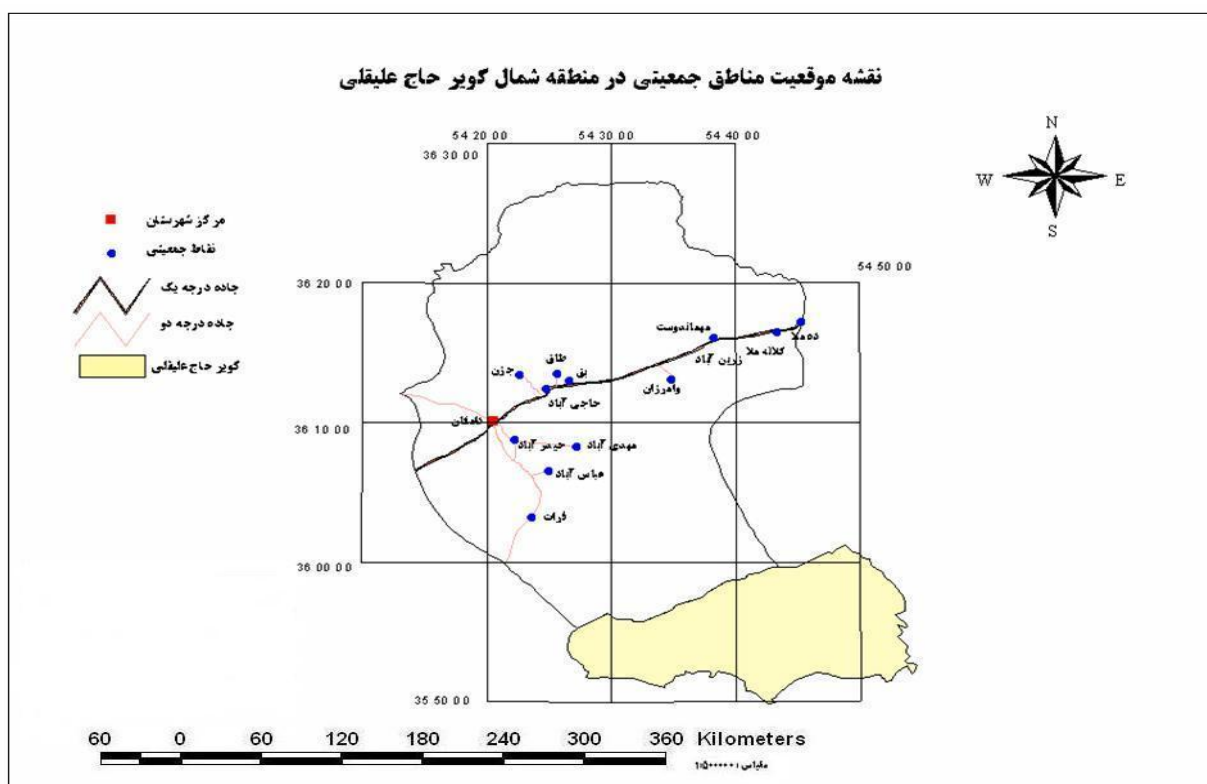 نقشه موقعیت مناطق جمعیتی در منطقه شمال کویر حاج علیقلی
54 20 00
54 30 00
54 40 00
36 30 00
N
W
E
S
مرکز شهرستان
نقاط جمعیتی
جاده درجه یک
جاده درجه دو
کویر حاج علیقلی
54 50 00
36 20 00
مهماندوست
ده ملا
کلاته ملا
زرین آباد
طاق
جزن
بق
وامرزان
حاجی آباد
دامغان
36 10 00
حیدر آباد
مهدی آباد
عباس آباد
فرات
36 00 00
35 50 00
60 0 60 120 180 240 300 360 Kilometers
مقیاس : ۱:۵۰۰۰۰۰